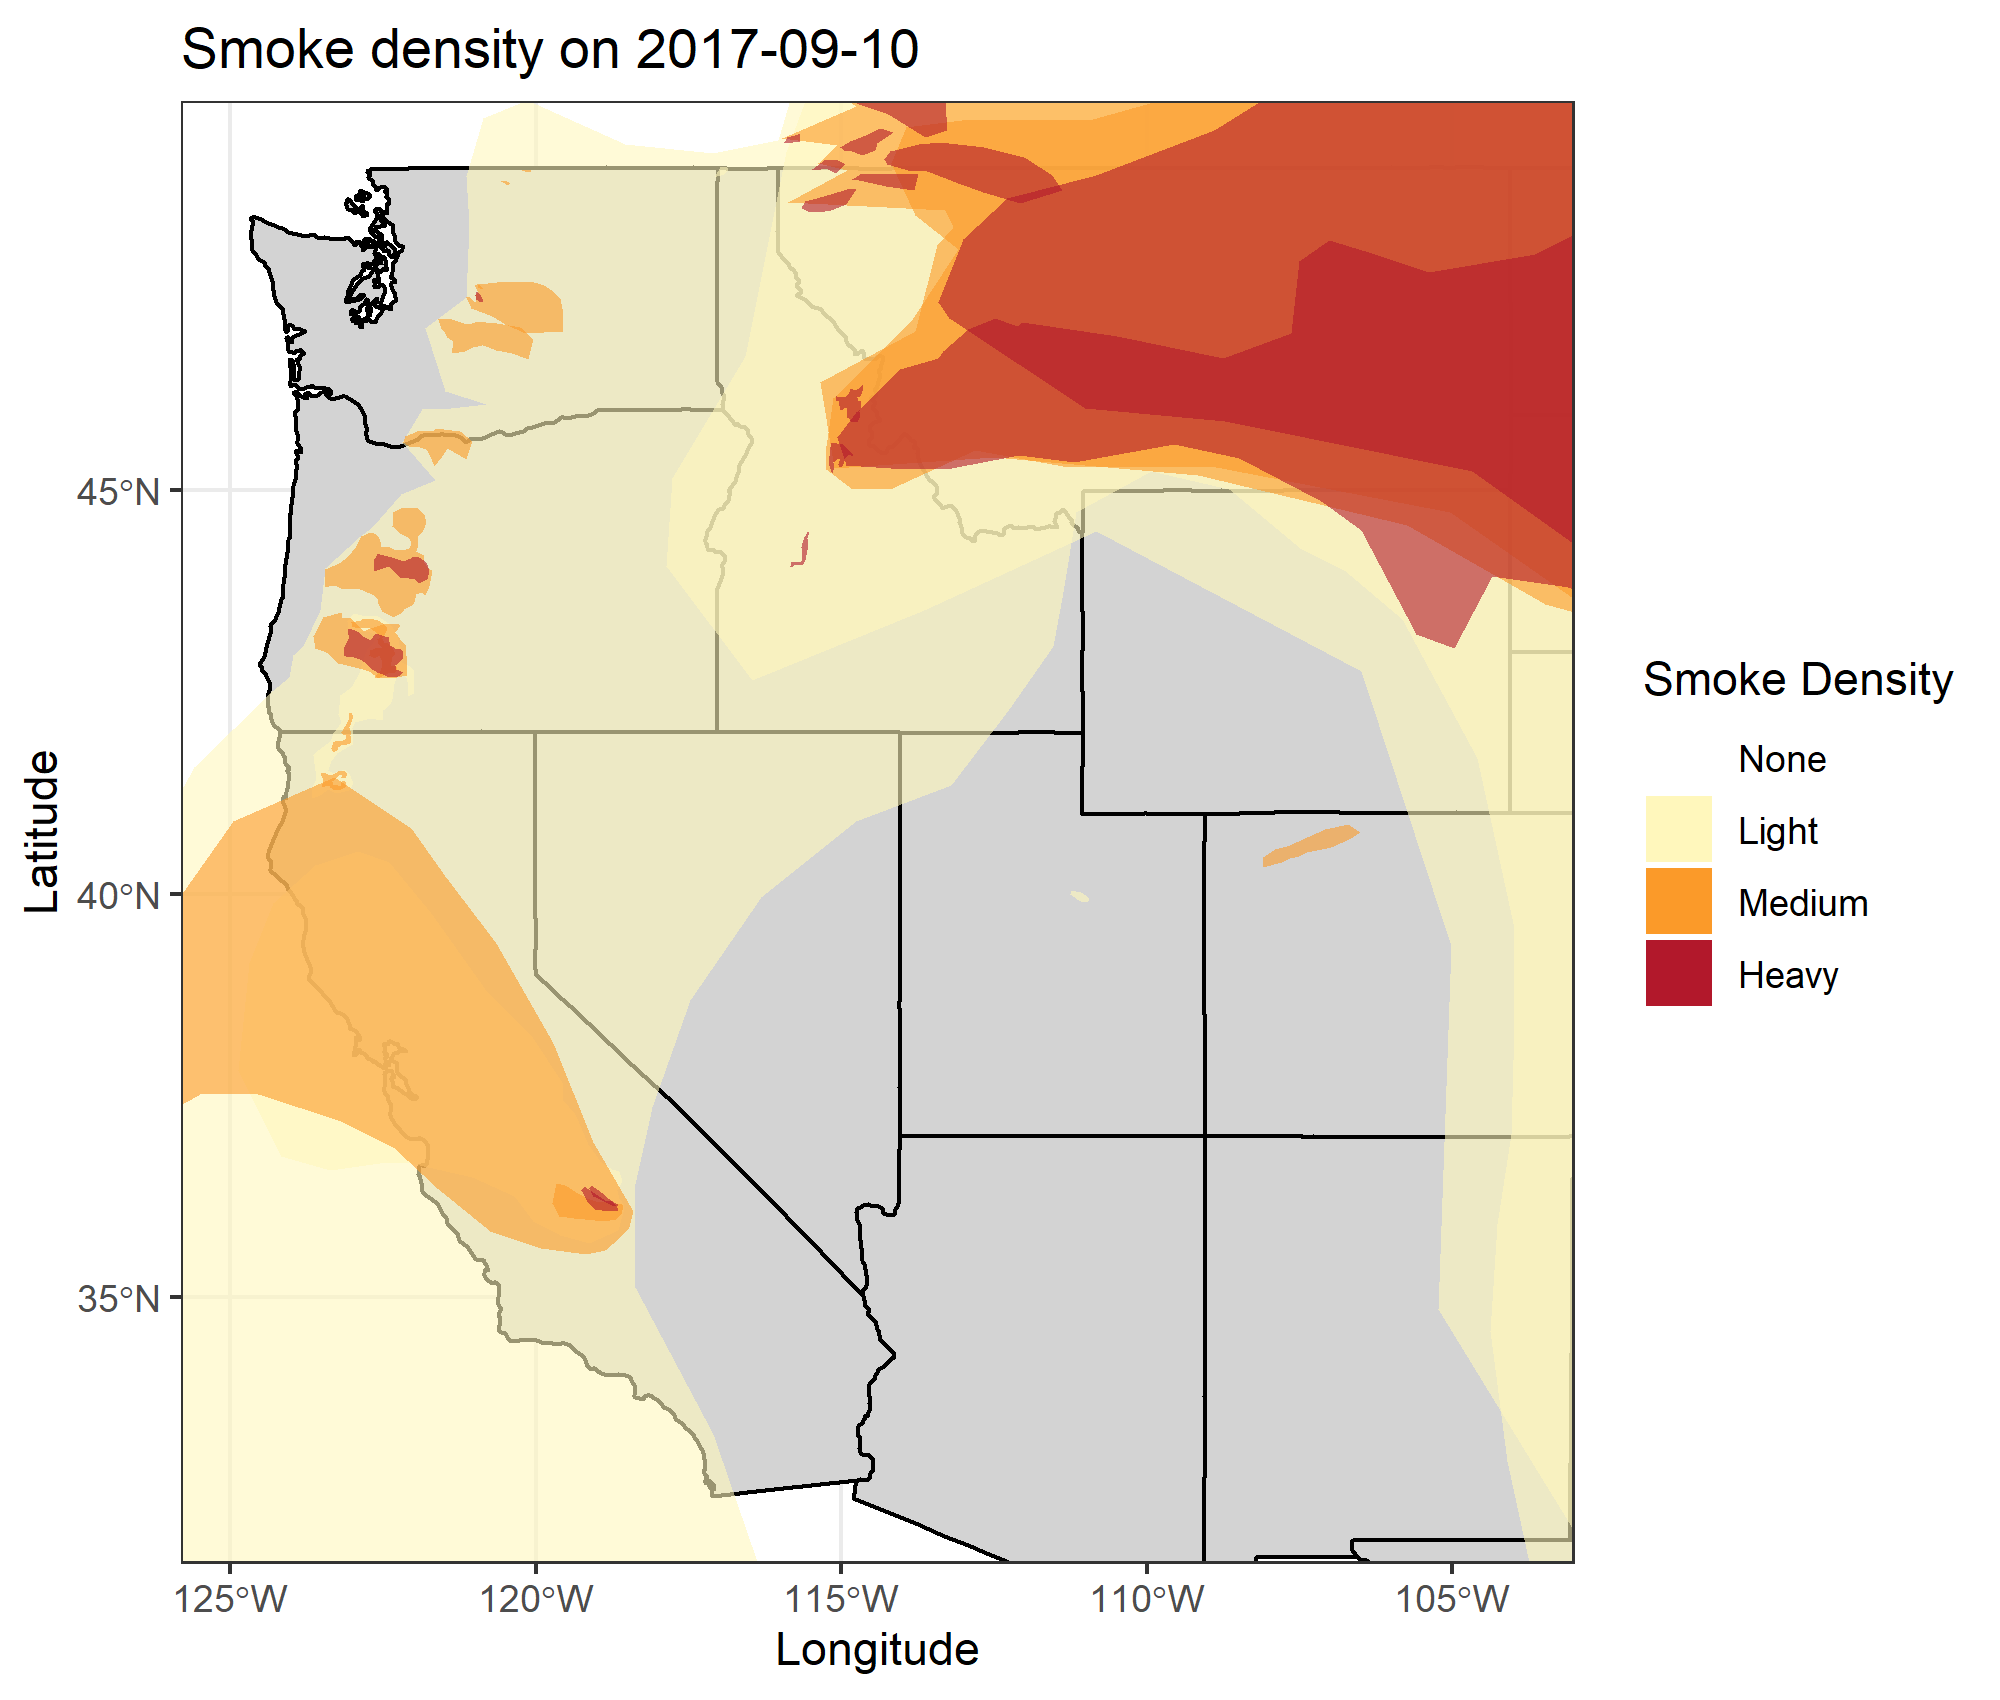 Smoke density on 2017-09-10
45°N
40°N
35°N
Latitude
125°W 120°W 115°W 110°W 105°W
Longitude
Smoke Density
None
Light
Medium
Heavy